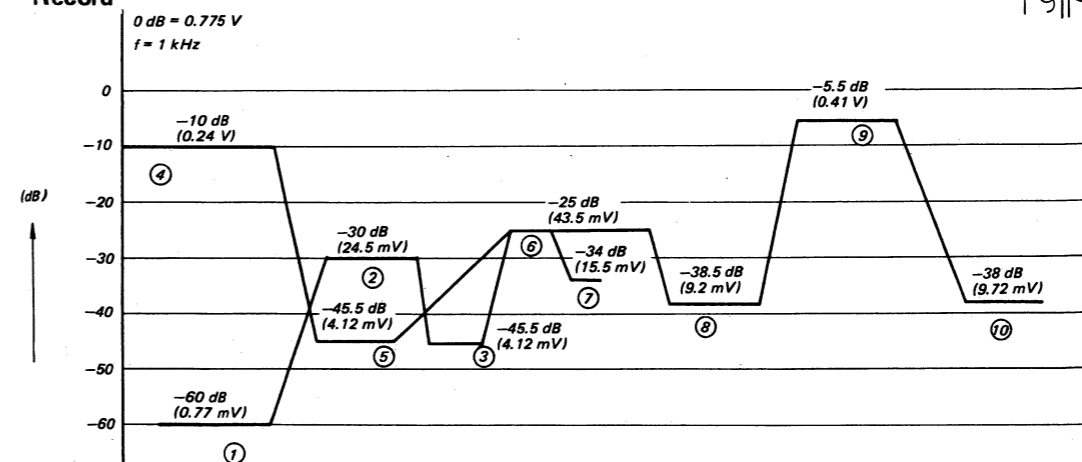 Record
0 dB = 0.775 V
f = 1 kHz
(dB)
0
−10
−20
−30
−40
−50
−60
−10 dB
(0.24 V)
④
−30 dB
(24.5 mV)
②
−45.5 dB
(4.12 mV)
⑤
−60 dB
(0.77 mV)
①
−45.5 dB
(4.12 mV)
③
−25 dB
(43.5 mV)
⑥
−34 dB
(15.5 mV)
⑦
−38.5 dB
(9.2 mV)
⑧
−5.5 dB
(0.41 V)
⑨
−38 dB
(9.72 mV)
⑩